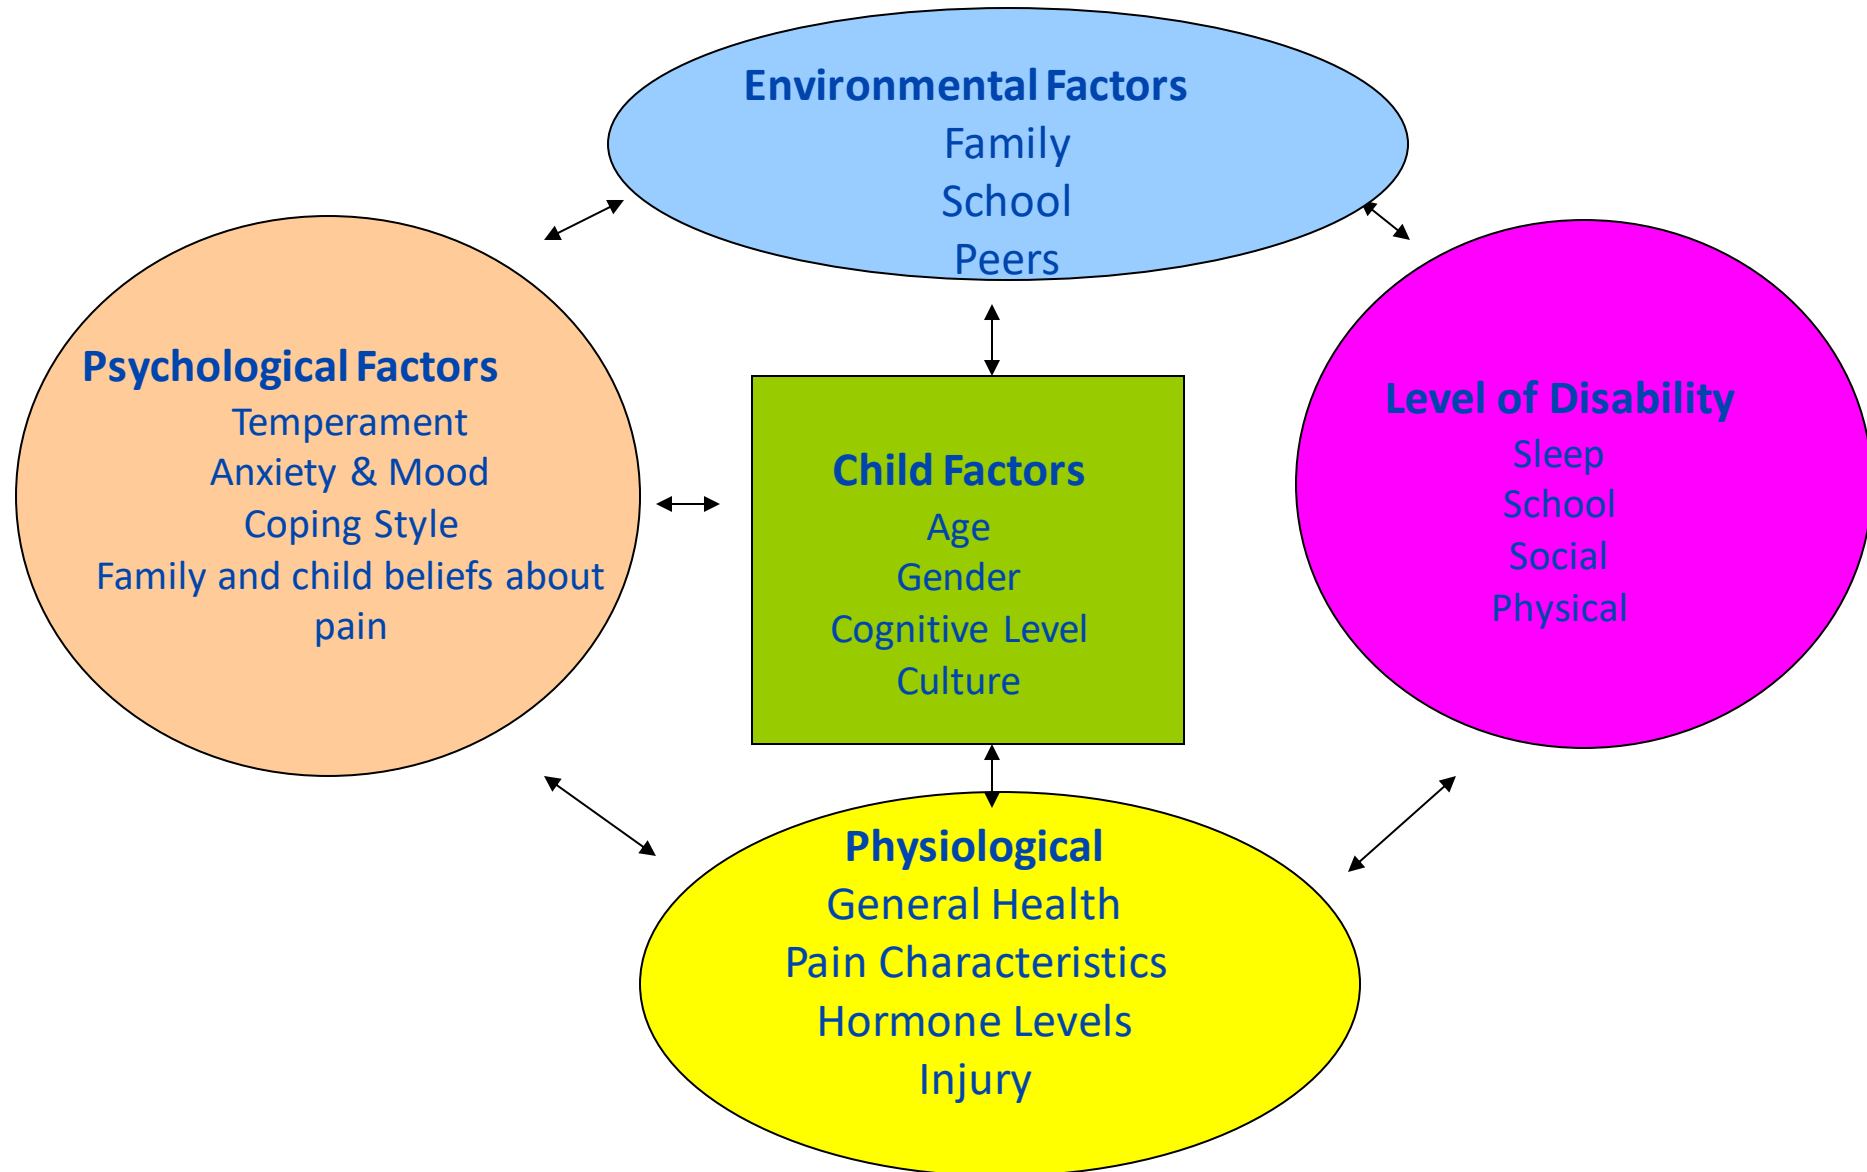 Environmental Factors
Family
School
Peers
Psychological Factors
Temperament
Anxiety & Mood
Coping Style
Family and child beliefs about
pain
Child Factors
Age
Gender
Cognitive Level
Culture
Level of Disability
Sleep
School
Social
Physical
Physiological
General Health
Pain Characteristics
Hormone Levels
Injury